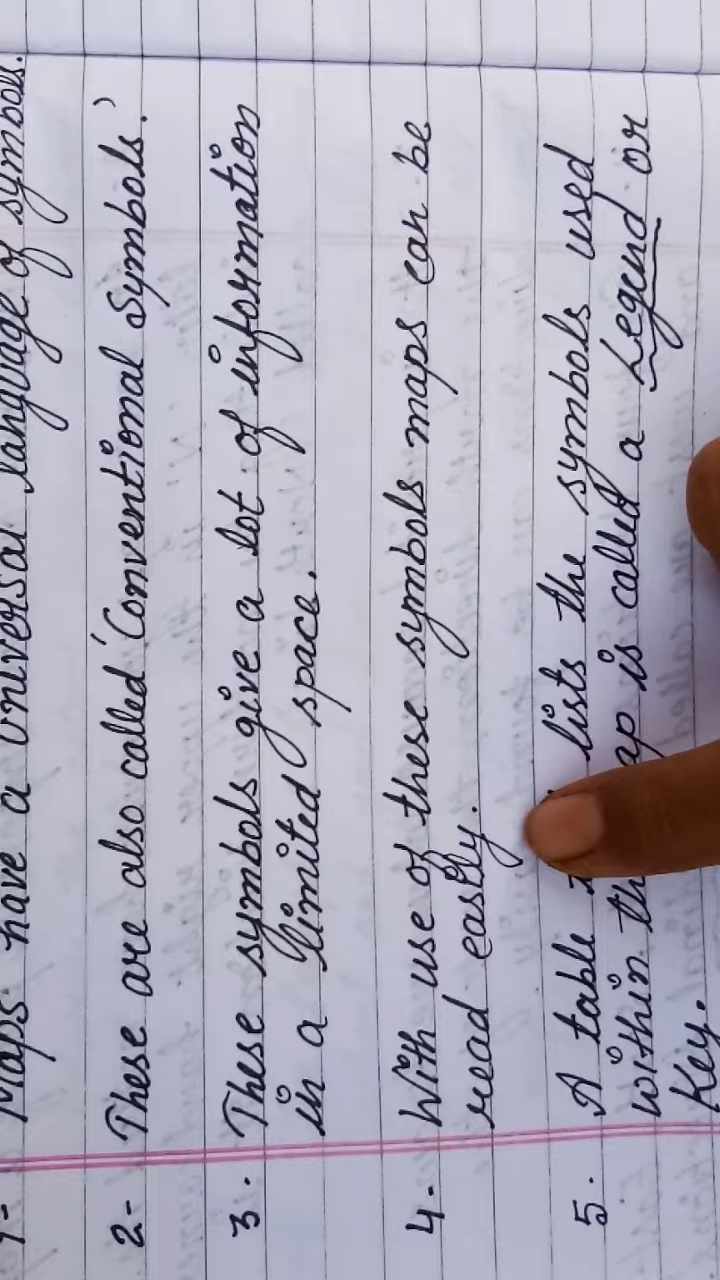 1- Maps have a universal language of symbols.
2- These are also called 'Conventional Symbols.'
3. These symbols give a lot of information
in a limited space.
4. With use of these symbols maps can be
read easily.
5. A table lists the symbols used
within is called a Legend or
Key.